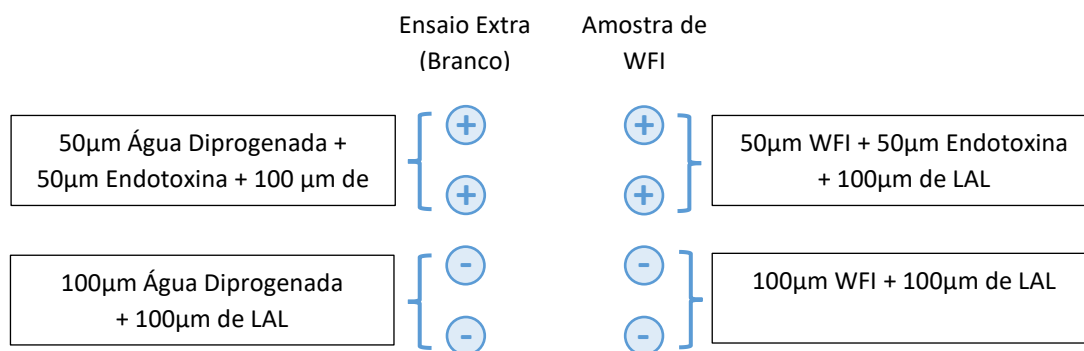 Ensaio Extra
(Branco)
Amostra de
WFI
50µm Água Diprogenada +
50µm Endotoxina + 100 µm de
+
+
+
+
50µm WFI + 50µm Endotoxina
+ 100µm de LAL
100µm Água Diprogenada
+ 100µm de LAL
-
-
-
-
100µm WFI + 100µm de LAL